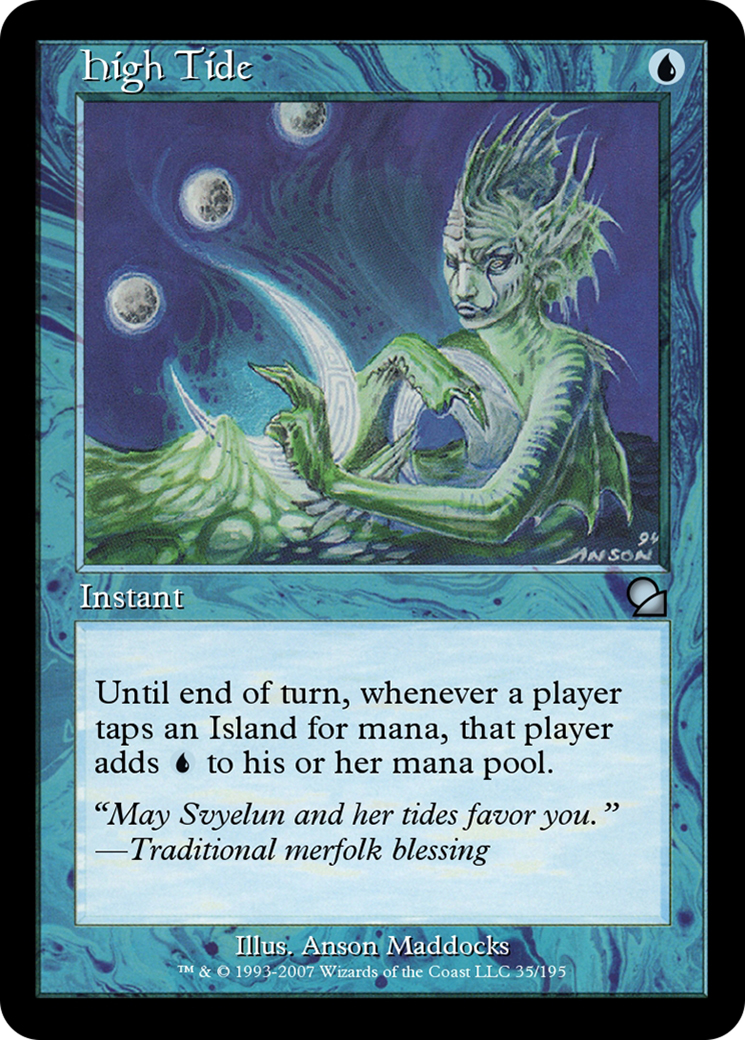 High Tide
94
ANSON
Instant
Until end of turn, whenever a player
taps an Island for mana, that player
adds to his or her mana pool.
“May Svyelun and her tides favor you.”
—Traditional merfolk blessing
Illus. Anson Maddocks
™ & © 1993-2007 Wizards of the Coast LLC 35/195